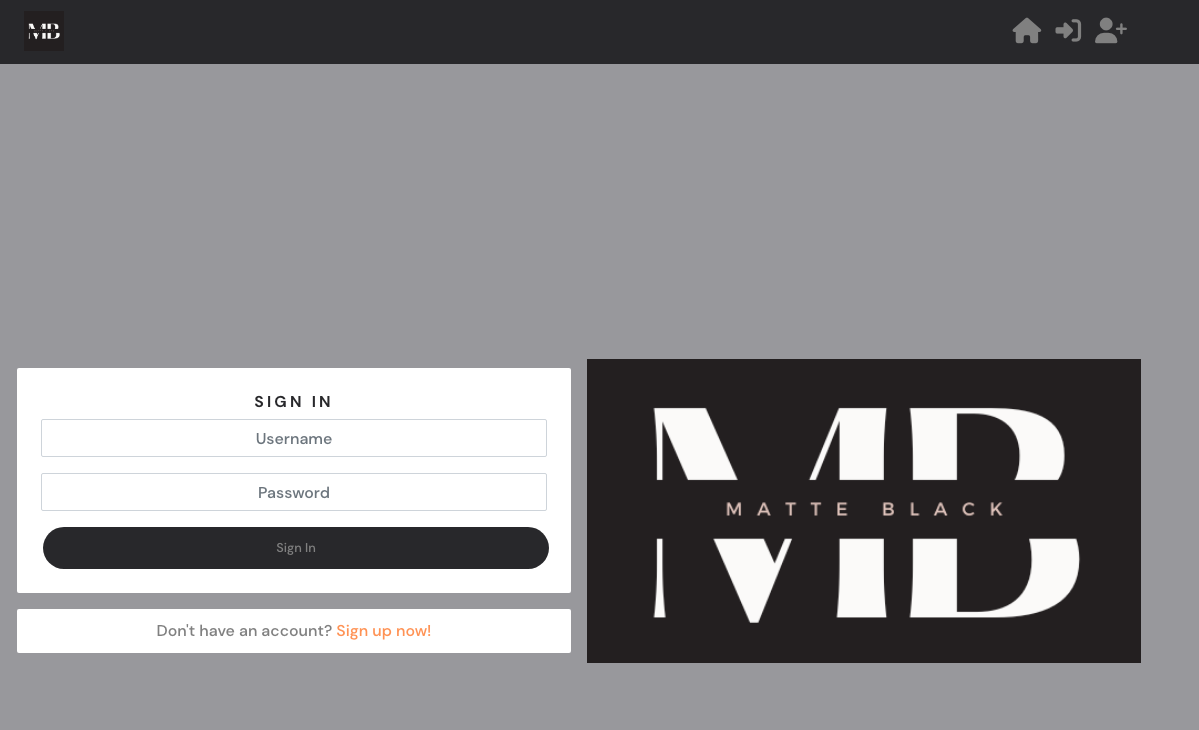 MB
SIGN IN
Username
Password
Sign In
Don't have an account? Sign up now!
MB
MATTE BLACK